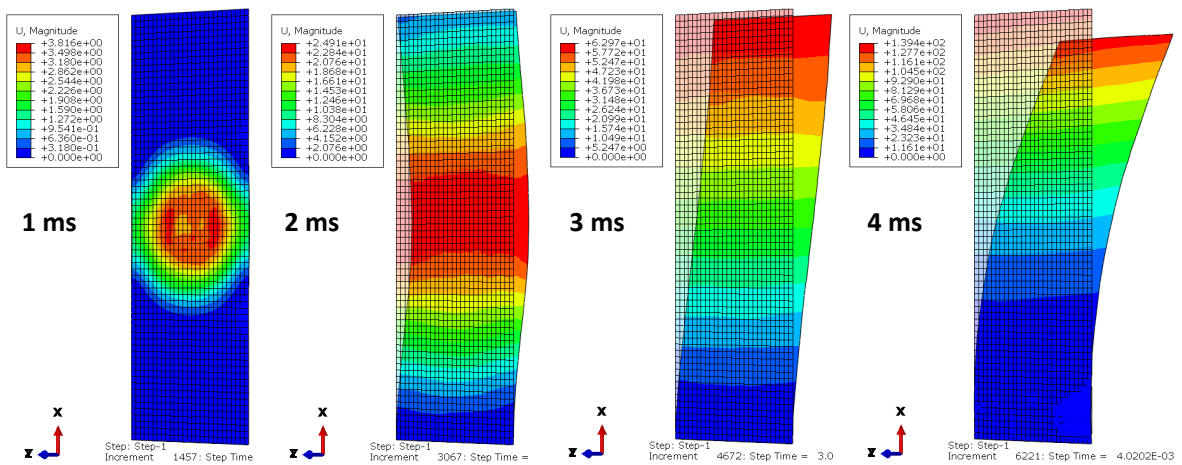 U, Magnitude
+3.816e+00
+3.498e+00
+3.180e+00
+2.862e+00
+2.544e+00
+2.226e+00
+1.908e+00
+1.590e+00
+1.272e+00
+9.541e-01
+6.360e-01
+3.180e-01
+0.000e+00
1 ms
X
Z
Step: Step-1
Increment 1457: Step Time
U, Magnitude
+2.491e+01
+2.284e+01
+2.076e+01
+1.868e+01
+1.661e+01
+1.453e+01
+1.246e+01
+1.038e+01
+8.304e+00
+6.228e+00
+4.152e+00
+2.076e+00
+0.000e+00
2 ms
X
Z
Step: Step-1
Increment 3067: Step Time =
U, Magnitude
+6.297e+01
+5.772e+01
+5.247e+01
+4.723e+01
+4.198e+01
+3.673e+01
+3.148e+01
+2.624e+01
+2.099e+01
+1.574e+01
+1.049e+01
+5.247e+00
+0.000e+00
3 ms
X
Z
Step: Step-1
Increment 4672: Step Time = 3.0
U, Magnitude
+1.394e+02
+1.277e+02
+1.161e+02
+1.045e+02
+9.290e+01
+8.129e+01
+6.968e+01
+5.806e+01
+4.645e+01
+3.484e+01
+2.323e+01
+1.161e+01
+0.000e+00
4 ms
X
Z
Step: Step-1
Increment 6221: Step Time = 4.0202E-03